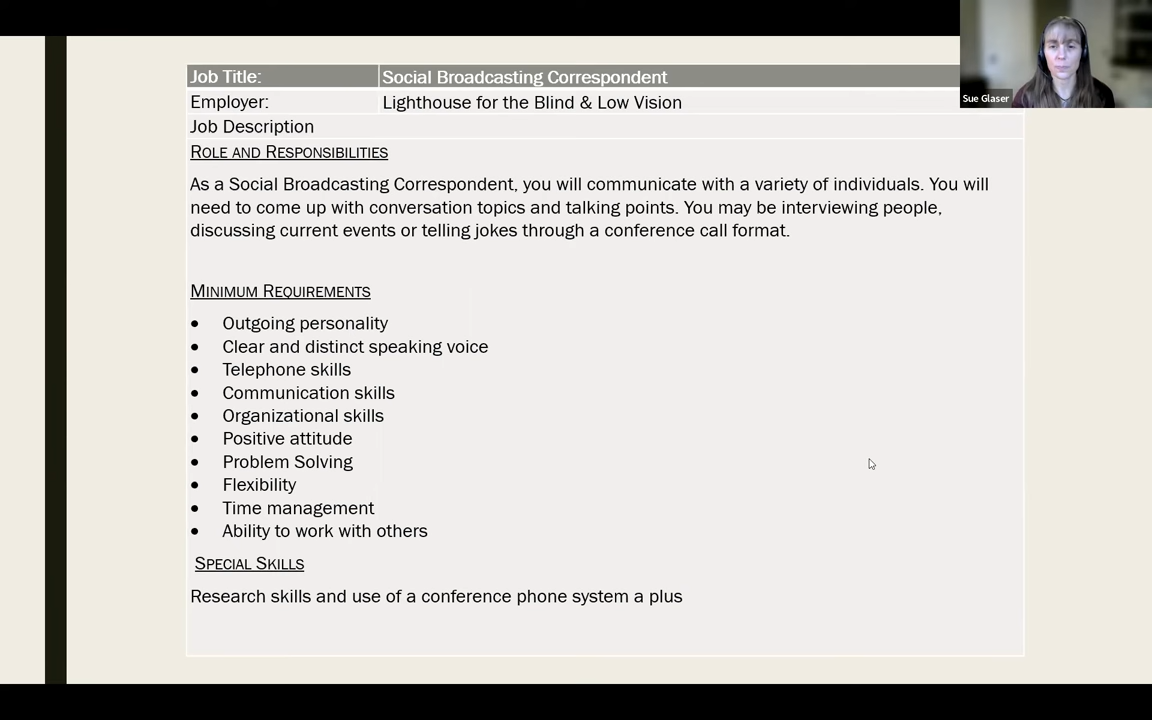 Job Title: Social Broadcasting Correspondent
Sue Glaser
Employer: Lighthouse for the Blind & Low Vision
Job Description
ROLE AND RESPONSIBILITIES
As a Social Broadcasting Correspondent, you will communicate with a variety of individuals. You will
need to come up with conversation topics and talking points. You may be interviewing people,
discussing current events or telling jokes through a conference call format.
MINIMUM REQUIREMENTS
• Outgoing personality
• Clear and distinct speaking voice
• Telephone skills
• Communication skills
• Organizational skills
• Positive attitude
• Problem Solving
• Flexibility
• Time management
• Ability to work with others
SPECIAL SKILLS
Research skills and use of a conference phone system a plus